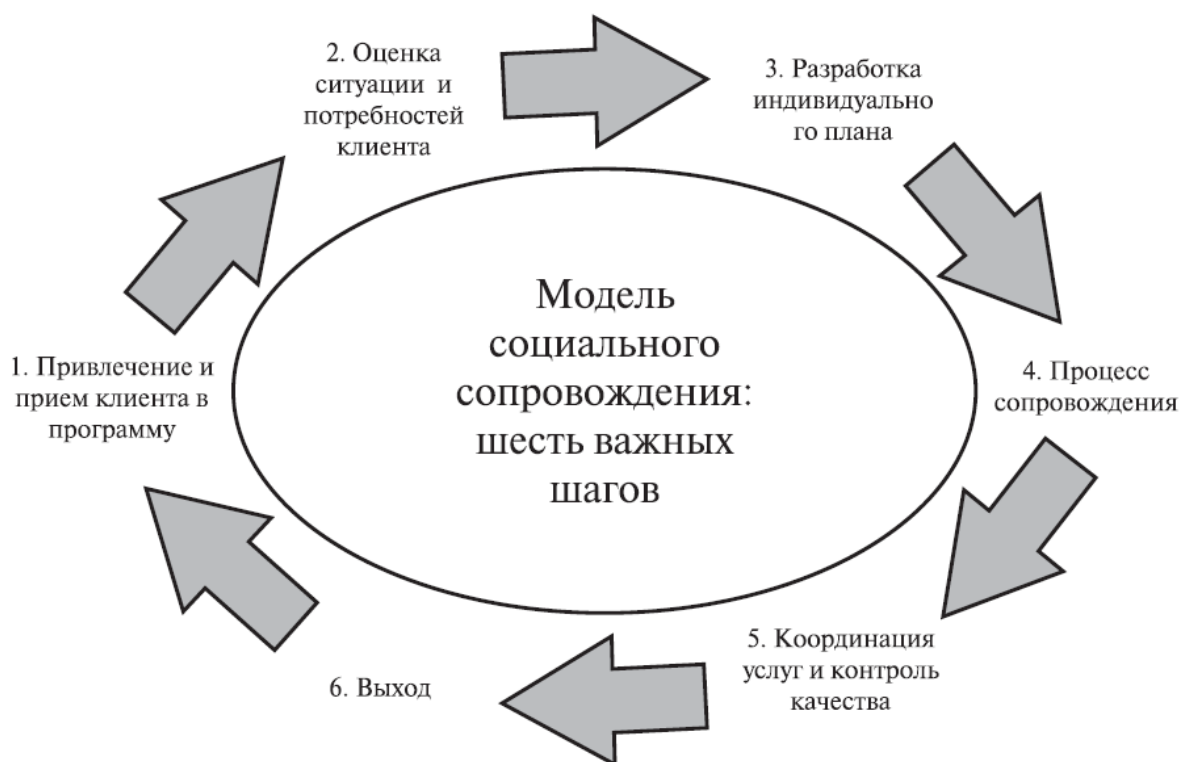 1. Привлечение и
прием клиента в
программу
2. Оценка
ситуации и
потребностей
клиента
3. Разработка
индивидуально
го плана
4. Процесс
сопровождения
5. Координация
услуг и контроль
качества
6. Выход
Модель
социального
сопровождения:
шесть важных
шагов